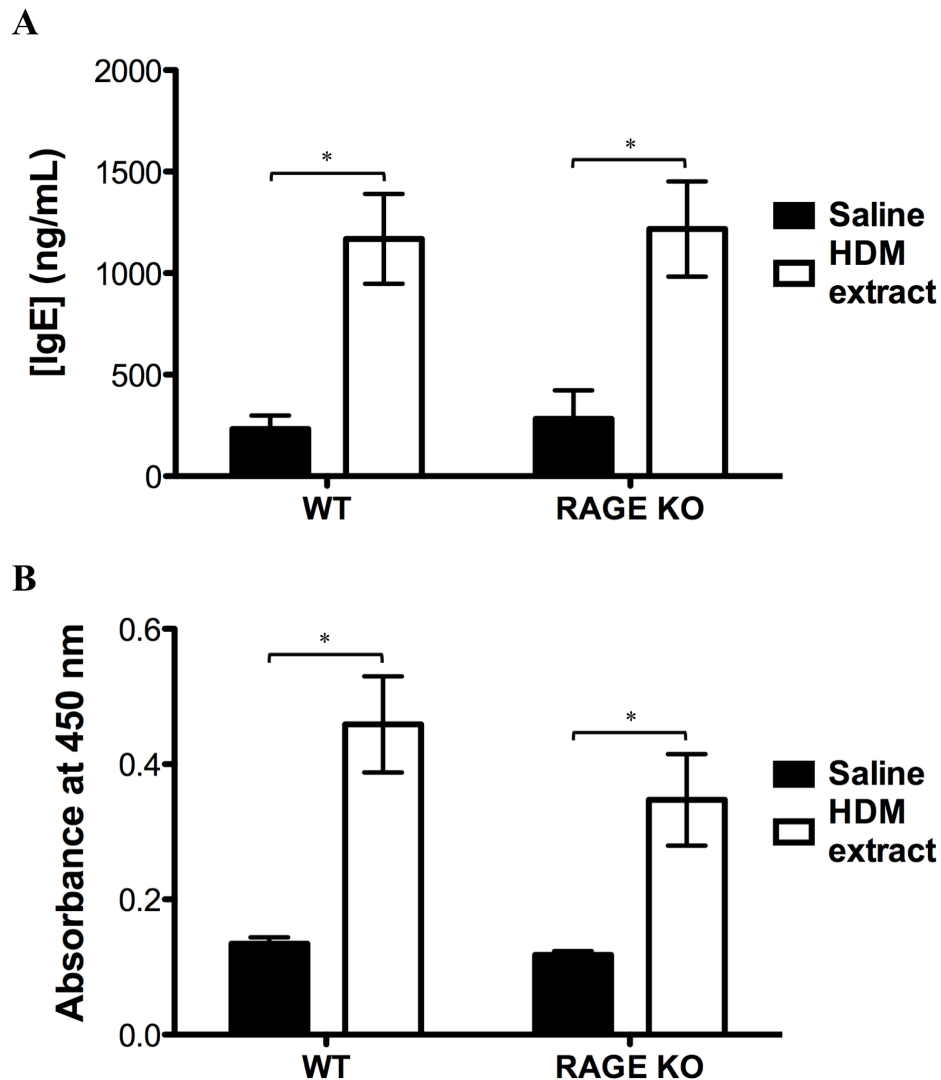 A
[IgE] (ng/mL)
2000
1500
1000
500
0
*
*
Saline
HDM
extract
WT
RAGE KO
B
Absorbance at 450 nm
0.6
0.4
0.2
0.0
*
*
Saline
HDM
extract
WT
RAGE KO